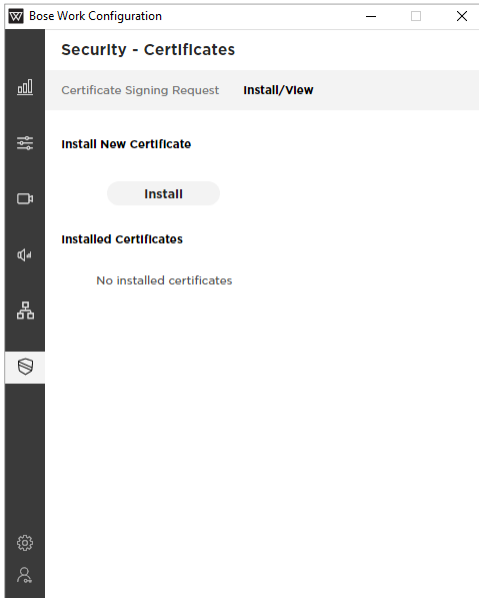 Bose Work Configuration
Security - Certificates
Certificate Signing Request Install/View
Install New Certificate
Install
Installed Certificates
No installed certificates